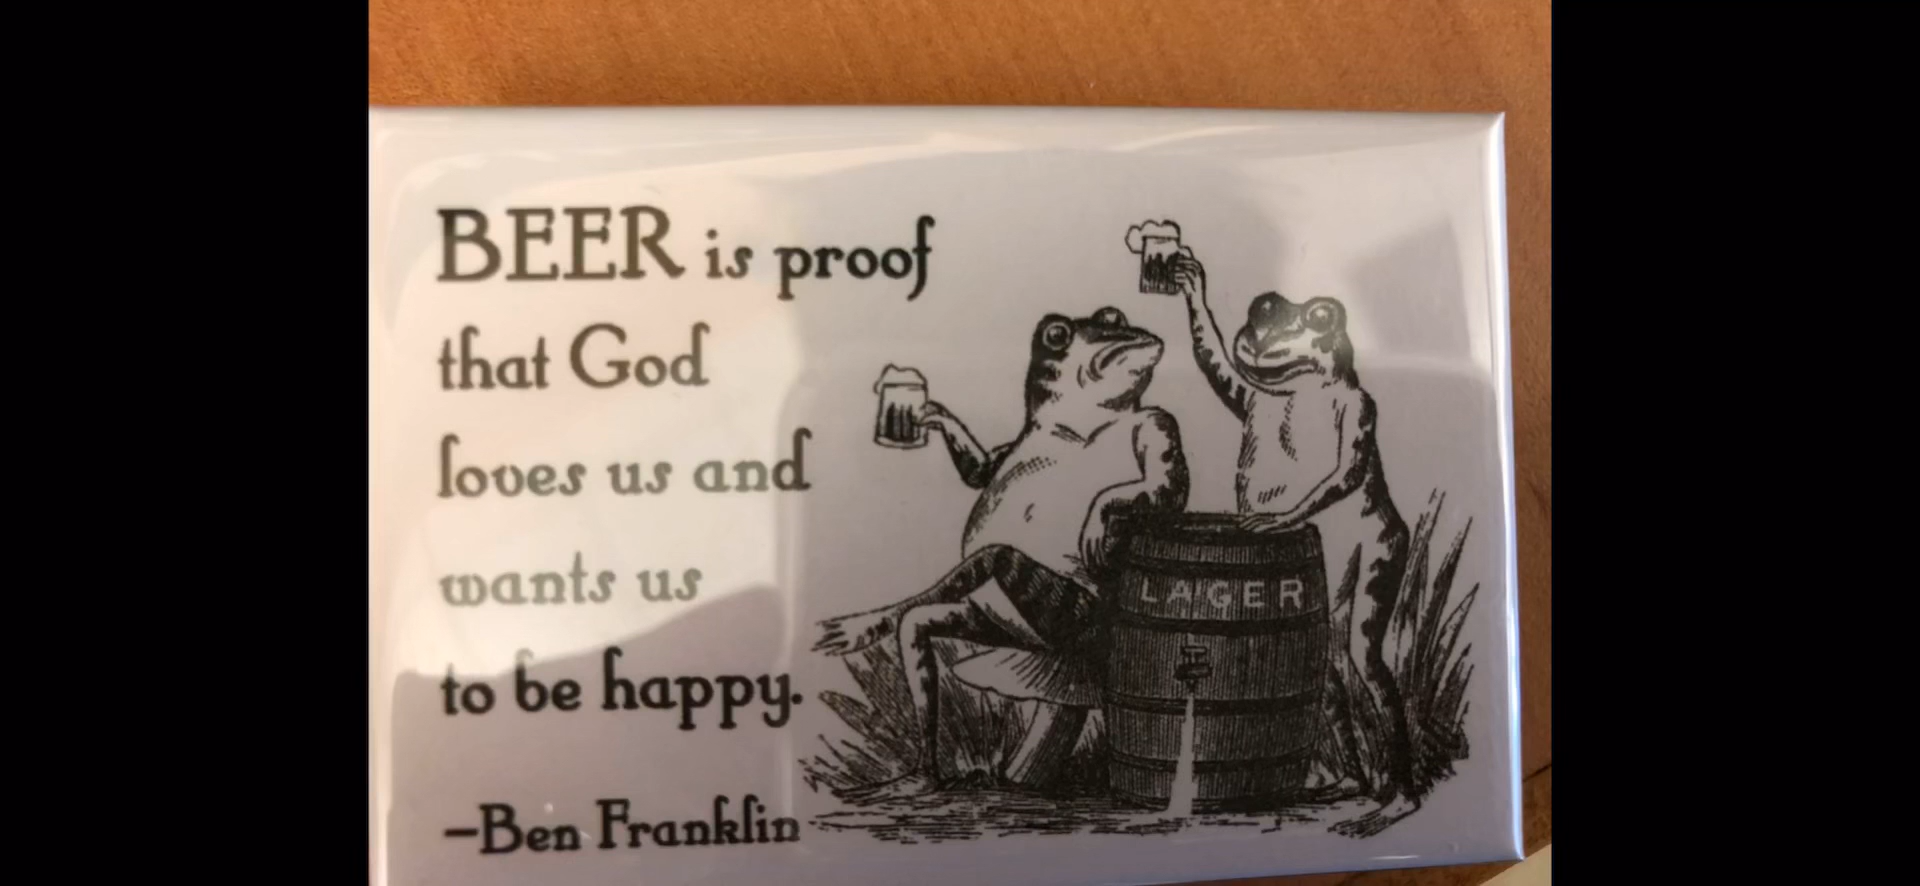 BEER is proof
that God
loves us and
wants us
to be happy.
–Ben Franklin
LAGER